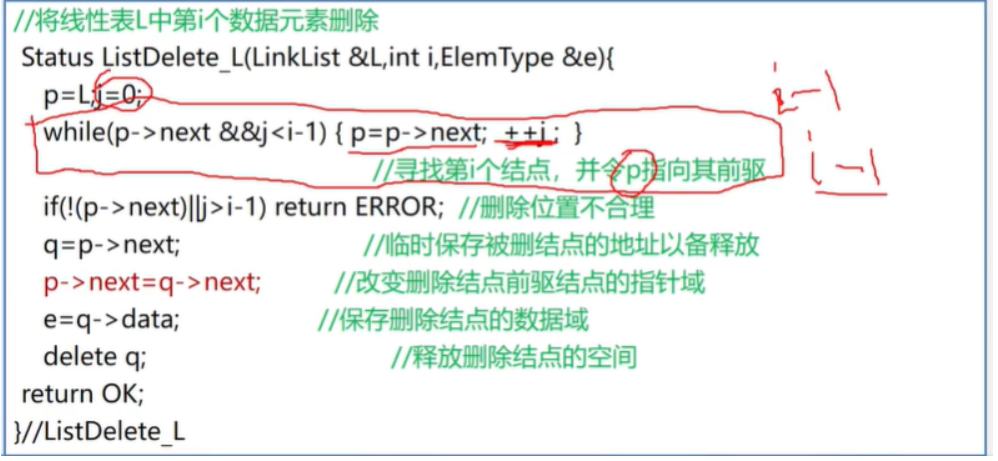 //将线性表L中第i个数据元素删除
Status ListDelete_L(LinkList &L,int i,ElemType &e){
p=L;j=0;
i-1
while(p->next &&j<i-1) { p=p->next; ++j; }
//寻找第i个结点，并令p指向其前驱
i-1
if(!(p->next)||j>i-1) return ERROR; //删除位置不合理
q=p->next; //临时保存被删结点的地址以备释放
p->next=q->next; //改变删除结点前驱结点的指针域
e=q->data; //保存删除结点的数据域
delete q; //释放删除结点的空间
return OK;
}//ListDelete_L